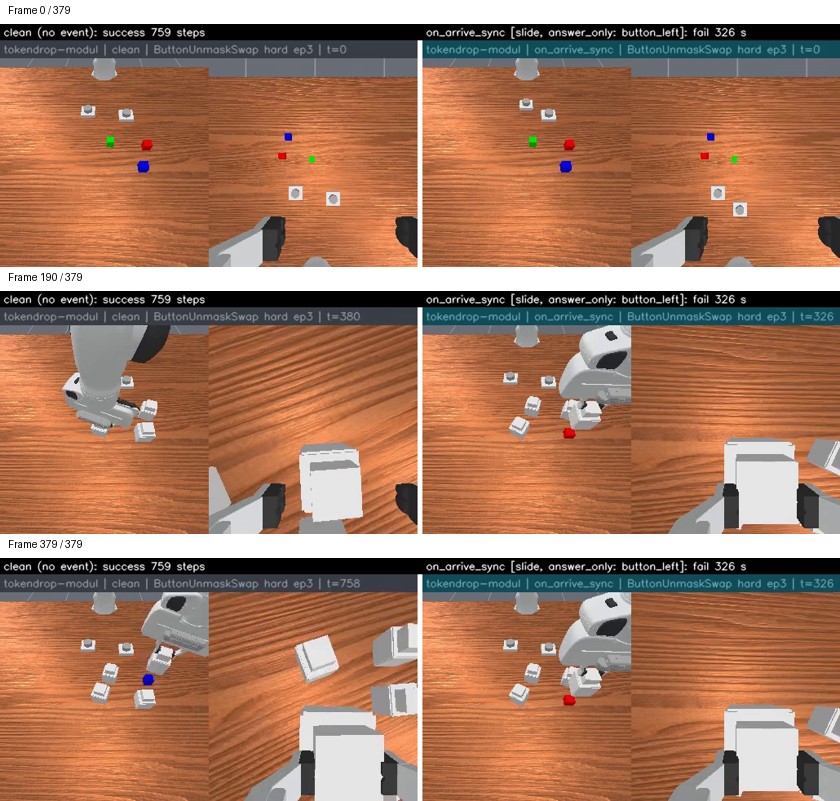 Frame 0 / 379
clean (no event): success 759 steps
on_arrive_sync [slide, answer_only: button_left]: fail 326 s
tokendrop-modul | clean | ButtonUnmaskSwap hard ep3 | t=0
tokendrop-modul | on_arrive_sync | ButtonUnmaskSwap hard ep3 | t=0
Frame 190 / 379
clean (no event): success 759 steps
on_arrive_sync [slide, answer_only: button_left]: fail 326 s
tokendrop-modul | clean | ButtonUnmaskSwap hard ep3 | t=380
tokendrop-modul | on_arrive_sync | ButtonUnmaskSwap hard ep3 | t=326
Frame 379 / 379
clean (no event): success 759 steps
on_arrive_sync [slide, answer_only: button_left]: fail 326 s
tokendrop-modul | clean | ButtonUnmaskSwap hard ep3 | t=758
tokendrop-modul | on_arrive_sync | ButtonUnmaskSwap hard ep3 | t=326